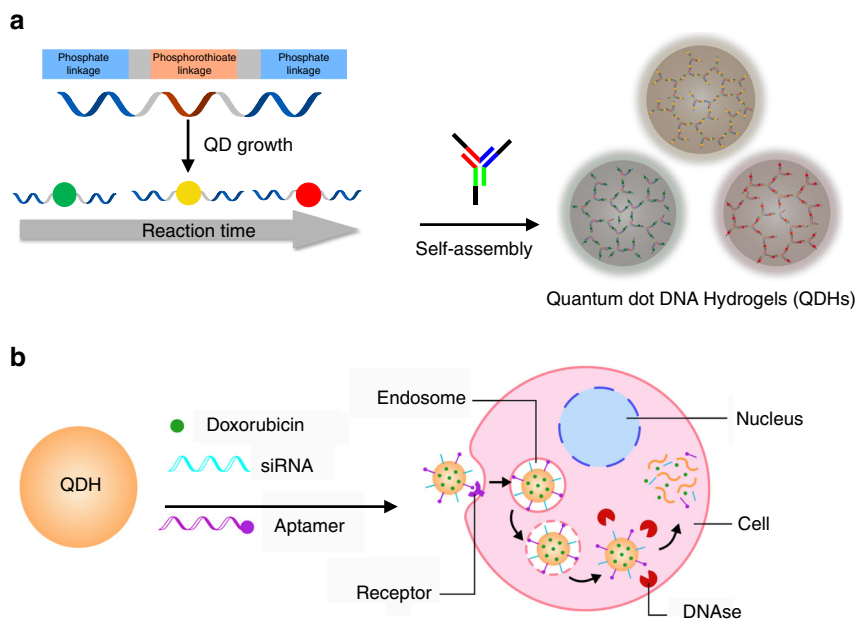 a
Phosphate
linkage
Phosphorothioate
linkage
Phosphate
linkage
QD growth
Reaction time
Self-assembly
Quantum dot DNA Hydrogels (QDHs)
b
QDH
Doxorubicin
siRNA
Aptamer
Endosome
Receptor
Nucleus
Cell
DNAse